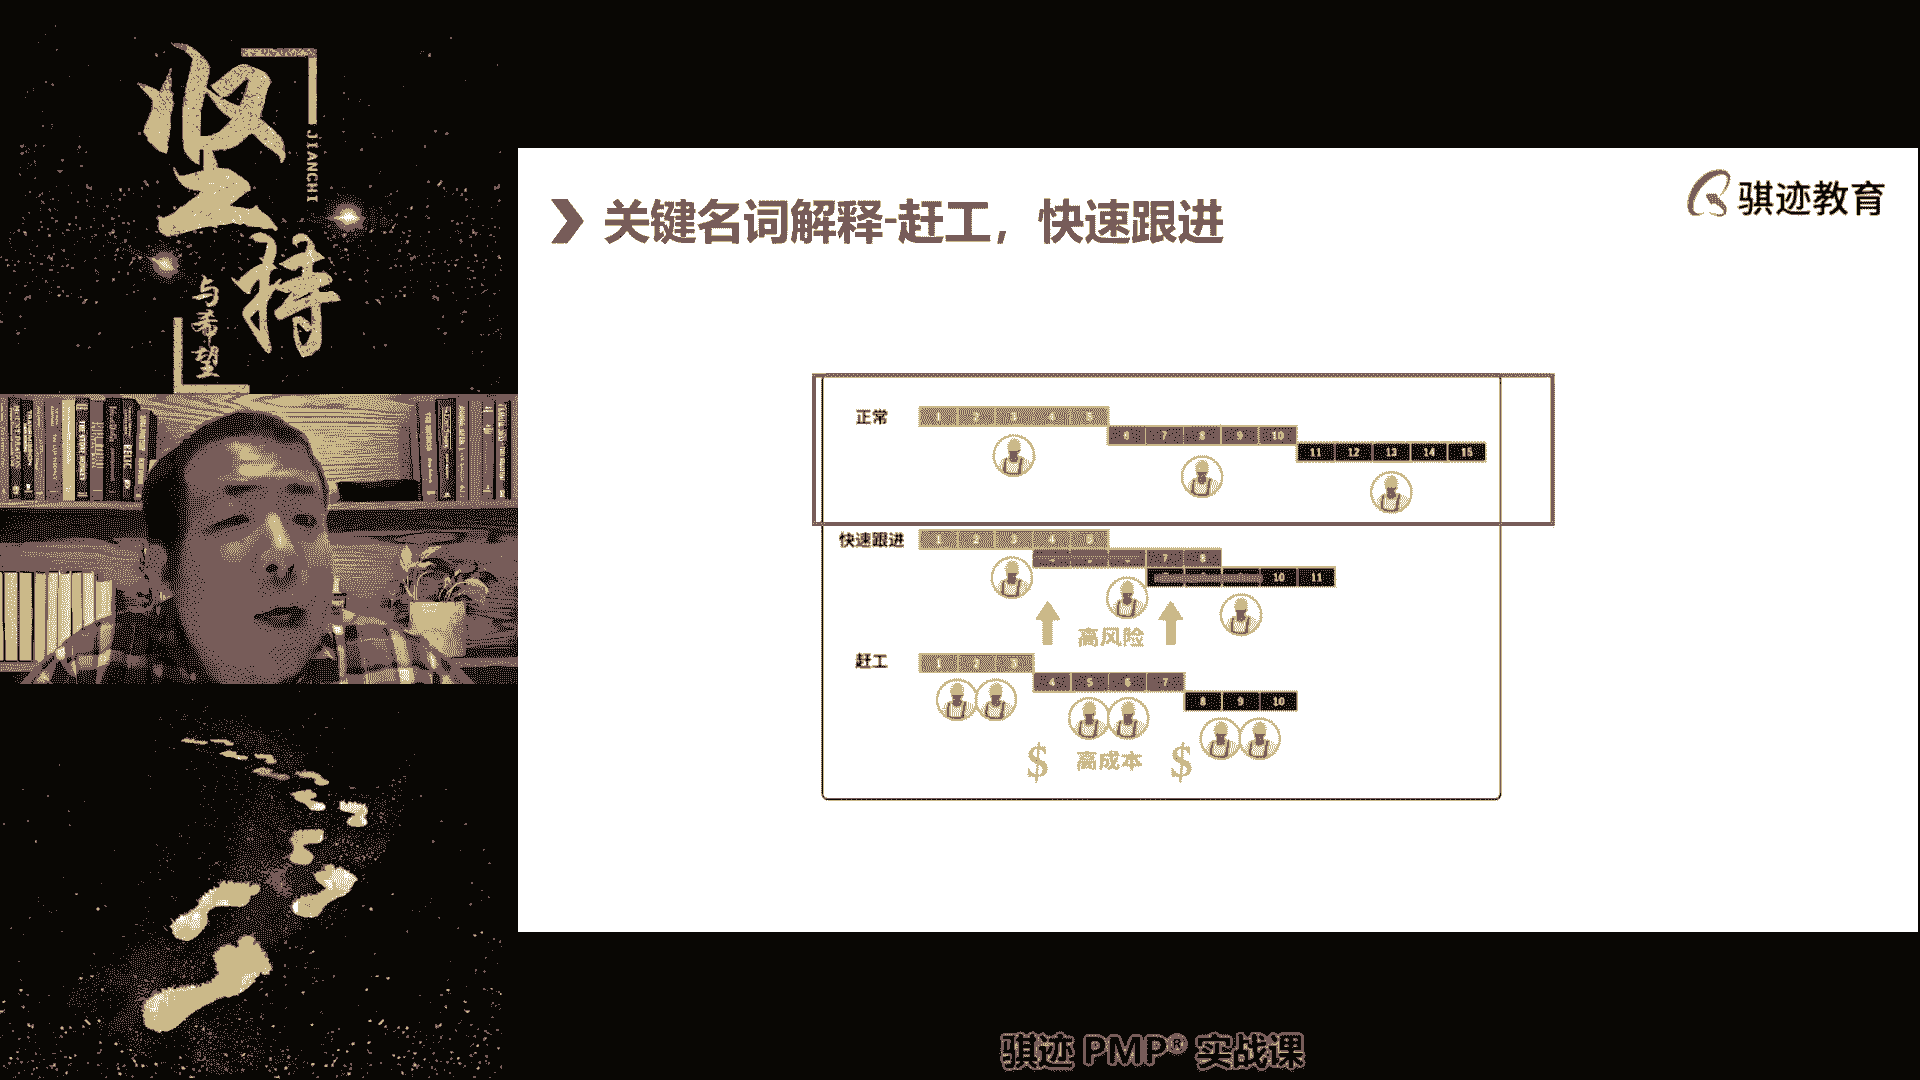 坚持
JIANCHI
与希望
关键名词解释-赶工，快速跟进
骐迹教育
正常
1 2 3 4 5
6 7 8 9 10
11 12 13 14 15
快速跟进
1 2 3 4 5
7 8
10 11
高风险
赶工
1 2 3
4 5 6 7
8 9 10
$ 高成本 $
骐迹 PMP® 实战课